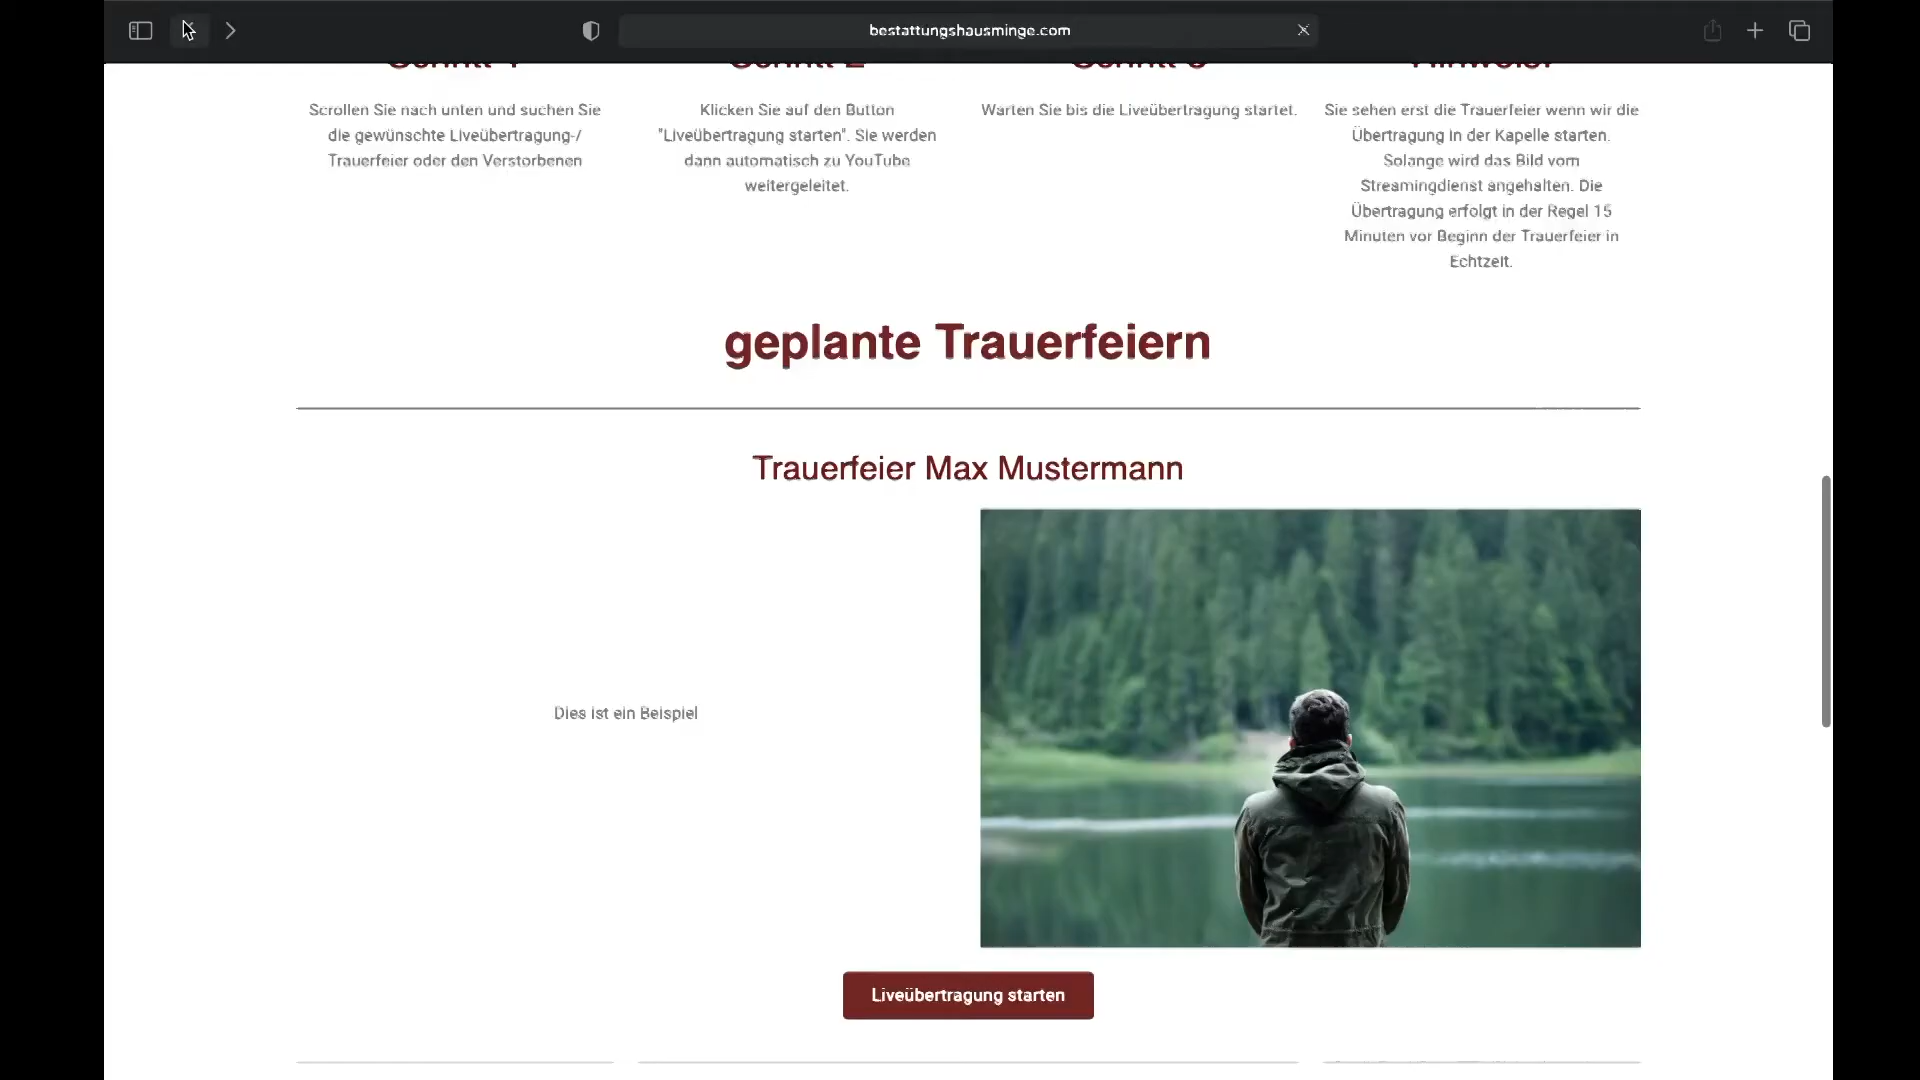 bestattungshausminge.com
Scrollen Sie nach unten und suchen Sie
die gewünschte Liveübertragung-/
Trauerfeier oder den Verstorbenen
Klicken Sie auf den Button
"Liveübertragung starten". Sie werden
dann automatisch zu YouTube
weitergeleitet.
Warten Sie bis die Liveübertragung startet.
Sie sehen erst die Trauerfeier wenn wir die
Übertragung in der Kapelle starten.
Solange wird das Bild vom
Streamingdienst angehalten. Die
Übertragung erfolgt in der Regel 15
Minuten vor Beginn der Trauerfeier in
Echtzeit.
geplante Trauerfeiern
Trauerfeier Max Mustermann
Dies ist ein Beispiel
Liveübertragung starten